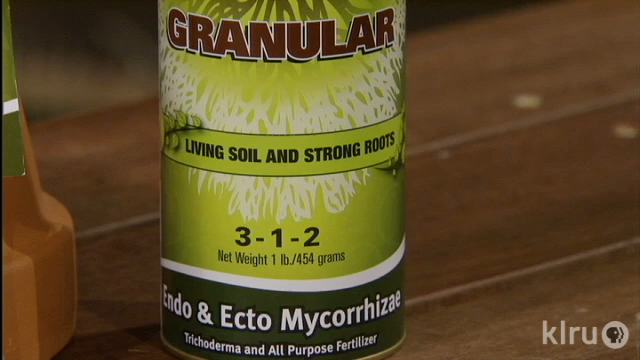 GRANULAR
LIVING SOIL AND STRONG ROOTS
3-1-2
Net Weight 1 lb./454 grams
Endo & Ecto Mycorrhizae
Trichoderma and All Purpose Fertilizer
klru